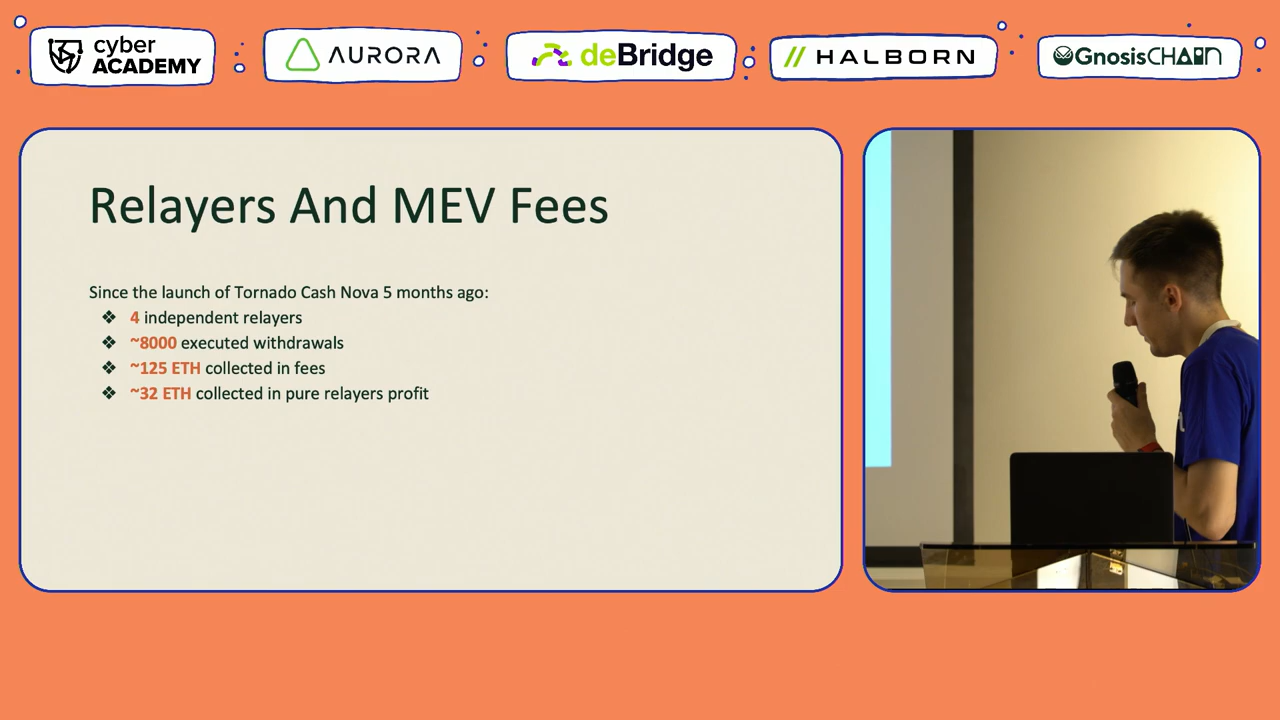 cyber
ACADEMY
AURORA
deBridge
HALBORN
GnosisCHAIN
Relayers And MEV Fees
Since the launch of Tornado Cash Nova 5 months ago:
❖ 4 independent relayers
❖ ~8000 executed withdrawals
❖ ~125 ETH collected in fees
❖ ~32 ETH collected in pure relayers profit